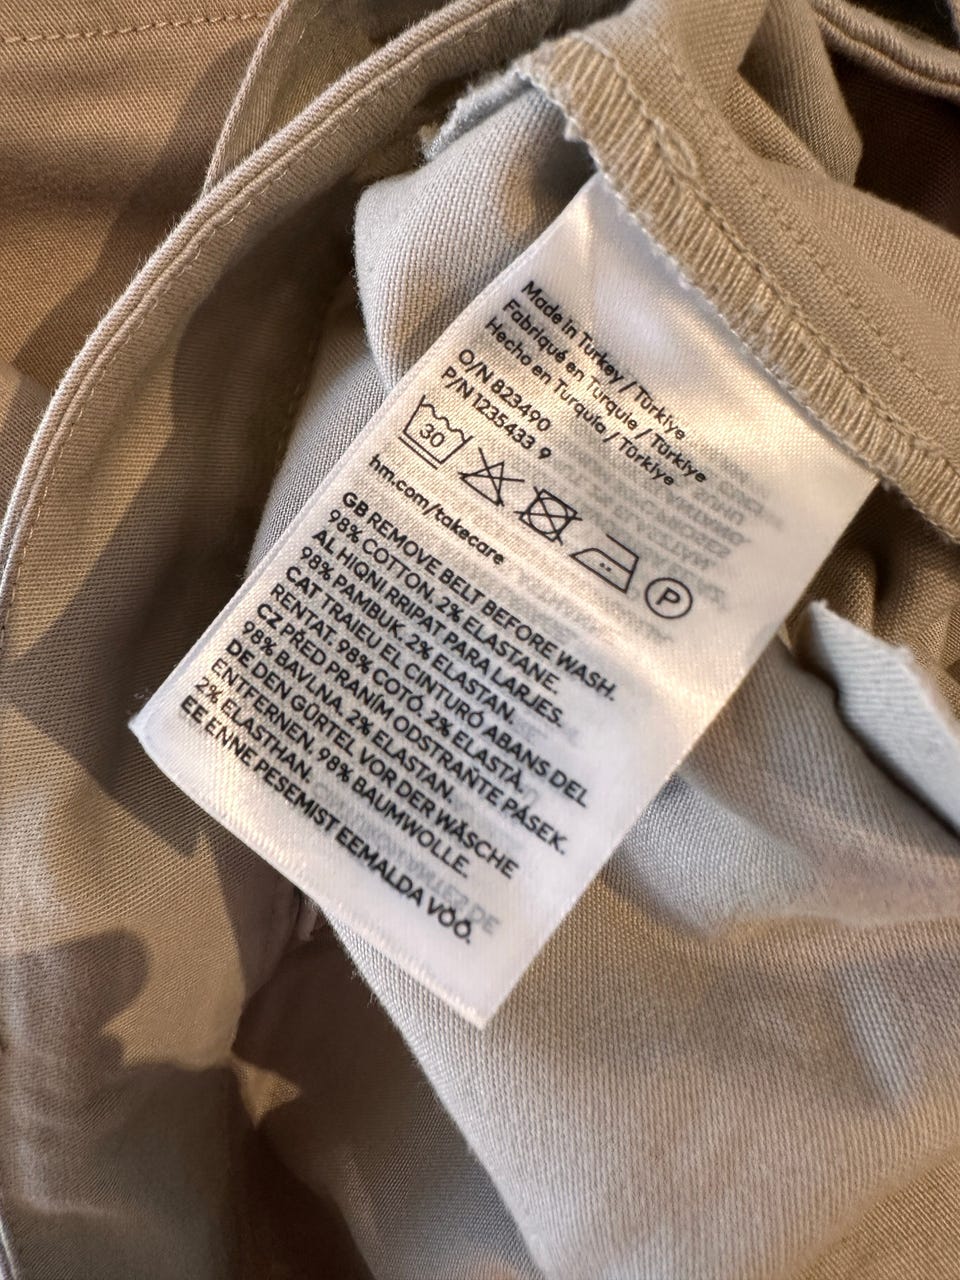 Made in Turkey / Türkiye
Fabriqué en Turquie / Türkiye
Hecho en Turquía / Türkiye
O/N 823490
P/N 1235433 9
30
P
hm.com/takecare
GB REMOVE BELT BEFORE WASH.
98% COTTON. 2% ELASTANE.
AL HIQNI RRIPAT PARA LARJES.
98% PAMBUK. 2% ELASTAN.
CAT TRAIEU EL CINTURÓ ABANS DEL
RENTAT. 98% COTÓ. 2% ELASTÀ.
CZ PŘED PRANÍM ODSTRAŇTE PÁSEK.
98% BAVLNA. 2% ELASTAN.
DE DEN GÜRTEL VOR DER WÄSCHE
ENTFERNEN. 98% BAUMWOLLE.
2% ELASTHAN.
EE ENNE PESEMIST EEMALDA VÖÖ.